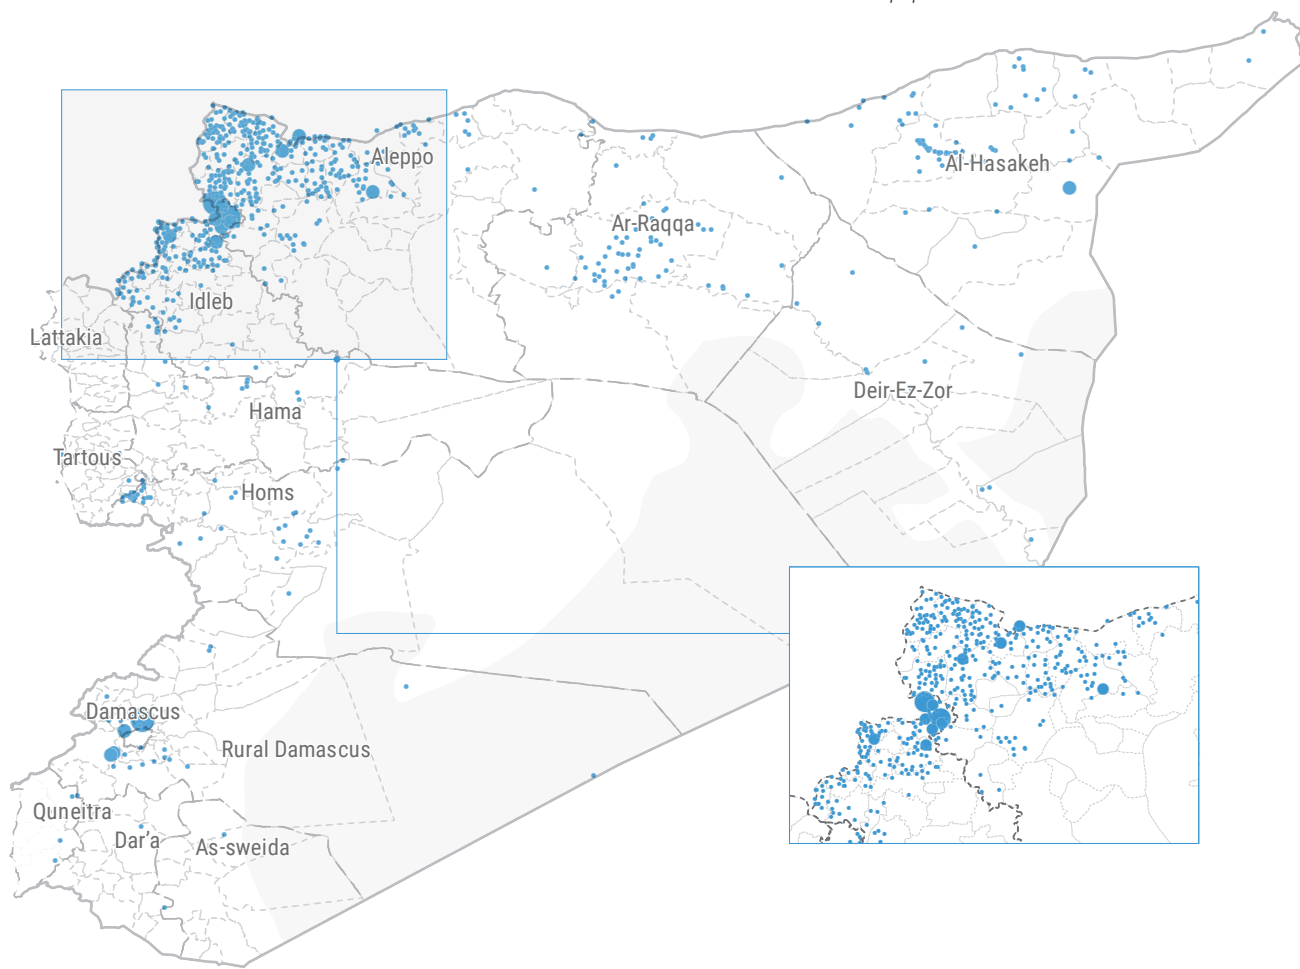 Aleppo
Al-Hasakeh
Ar-Raqqa
Idleb
Lattakia
Deir-Ez-Zor
Hama
Tartous
Homs
Damascus
Rural Damascus
Quneitra
Dar'a
As-sweida